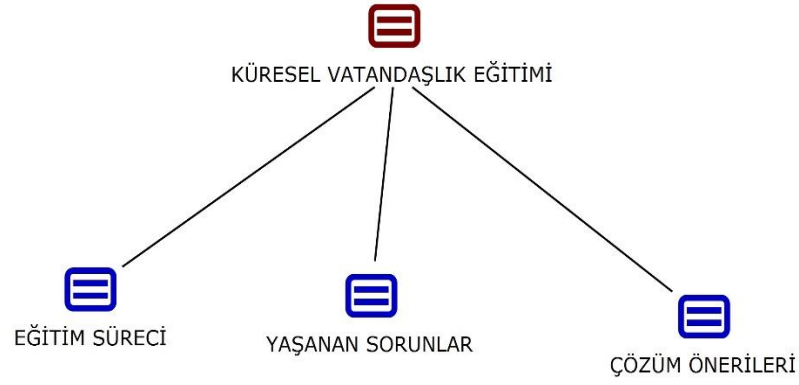 KÜRESEL VATANDAŞLIK EĞİTİMİ
EĞİTİM SÜRECİ
YAŞANAN SORUNLAR
ÇÖZÜM ÖNERİLERİ